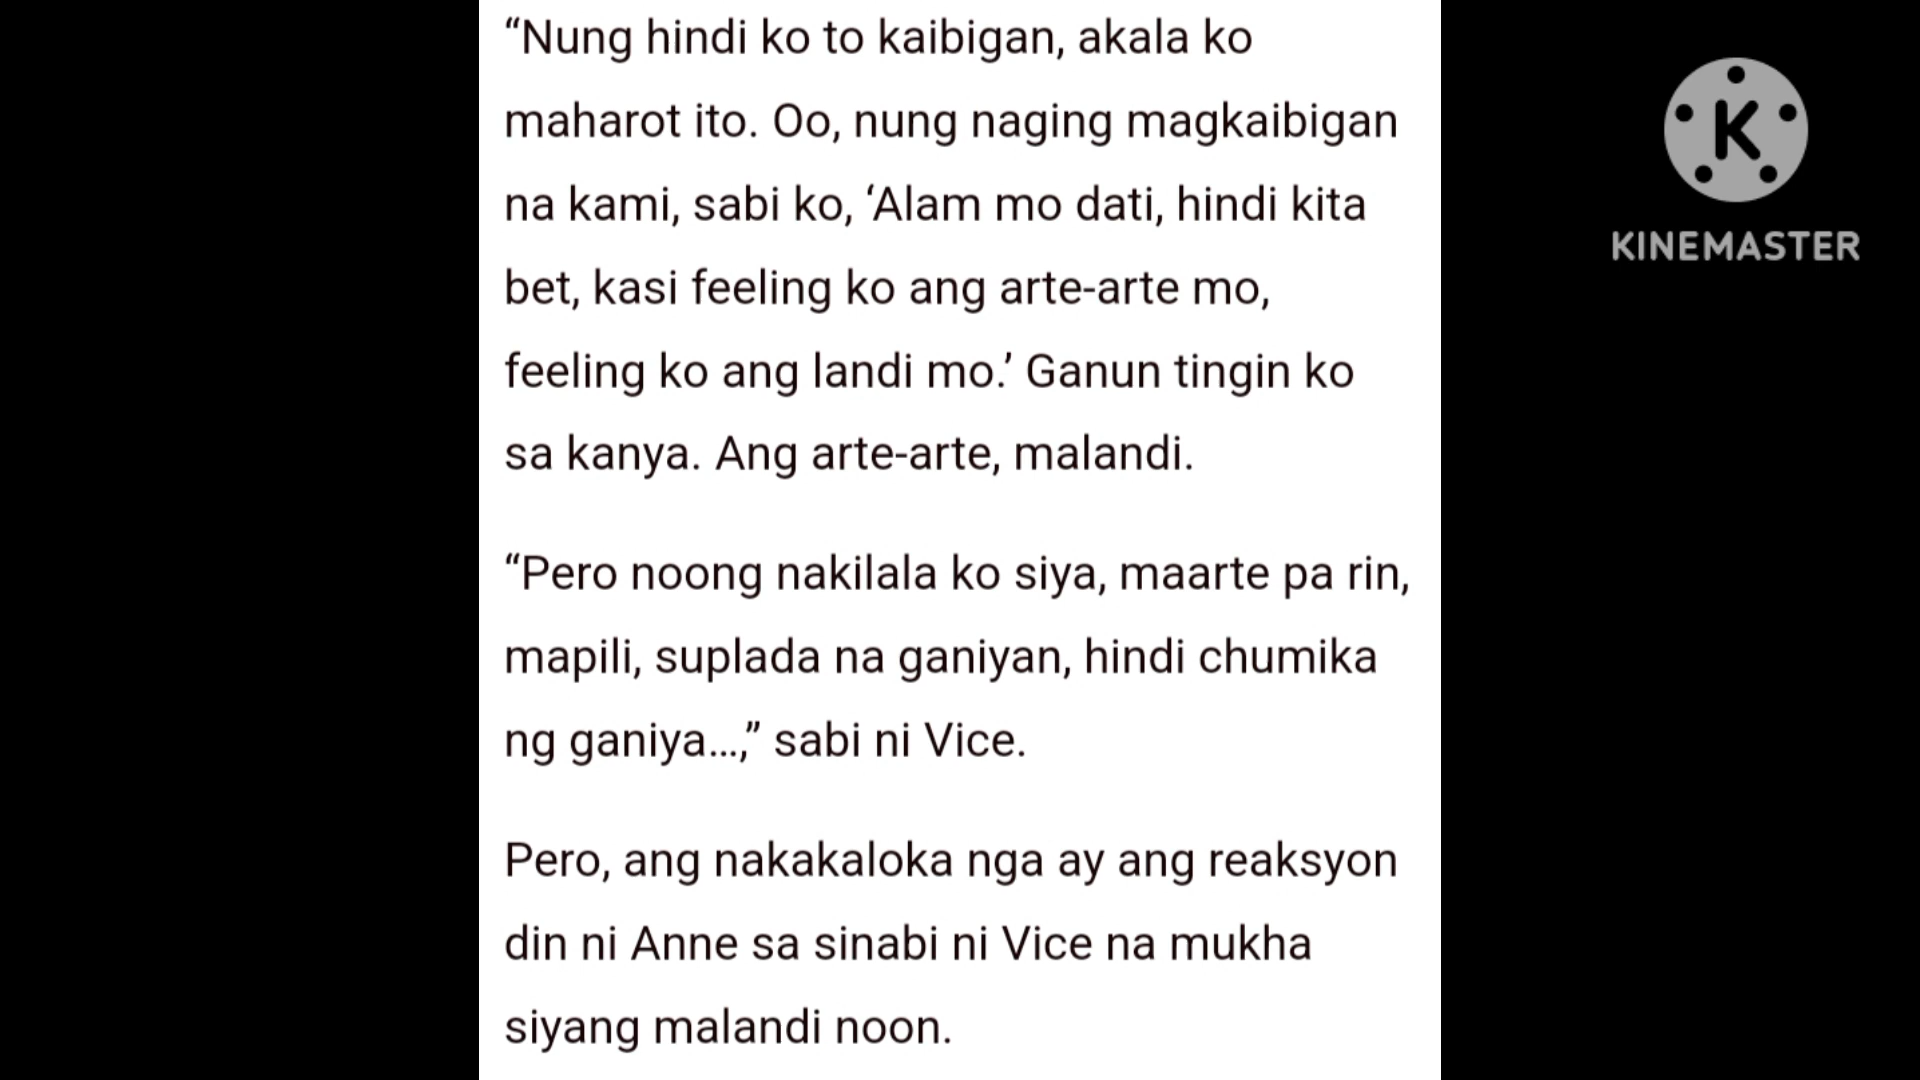 “Nung hindi ko to kaibigan, akala ko
maharot ito. Oo, nung naging magkaibigan
na kami, sabi ko, ‘Alam mo dati, hindi kita
bet, kasi feeling ko ang arte-arte mo,
feeling ko ang landi mo.’ Ganun tingin ko
sa kanya. Ang arte-arte, malandi.
“Pero noong nakilala ko siya, maarte pa rin,
mapili, suplada na ganiyan, hindi chumika
ng ganiya…,” sabi ni Vice.
Pero, ang nakakaloka nga ay ang reaksyon
din ni Anne sa sinabi ni Vice na mukha
siyang malandi noon.
K
KINEMASTER